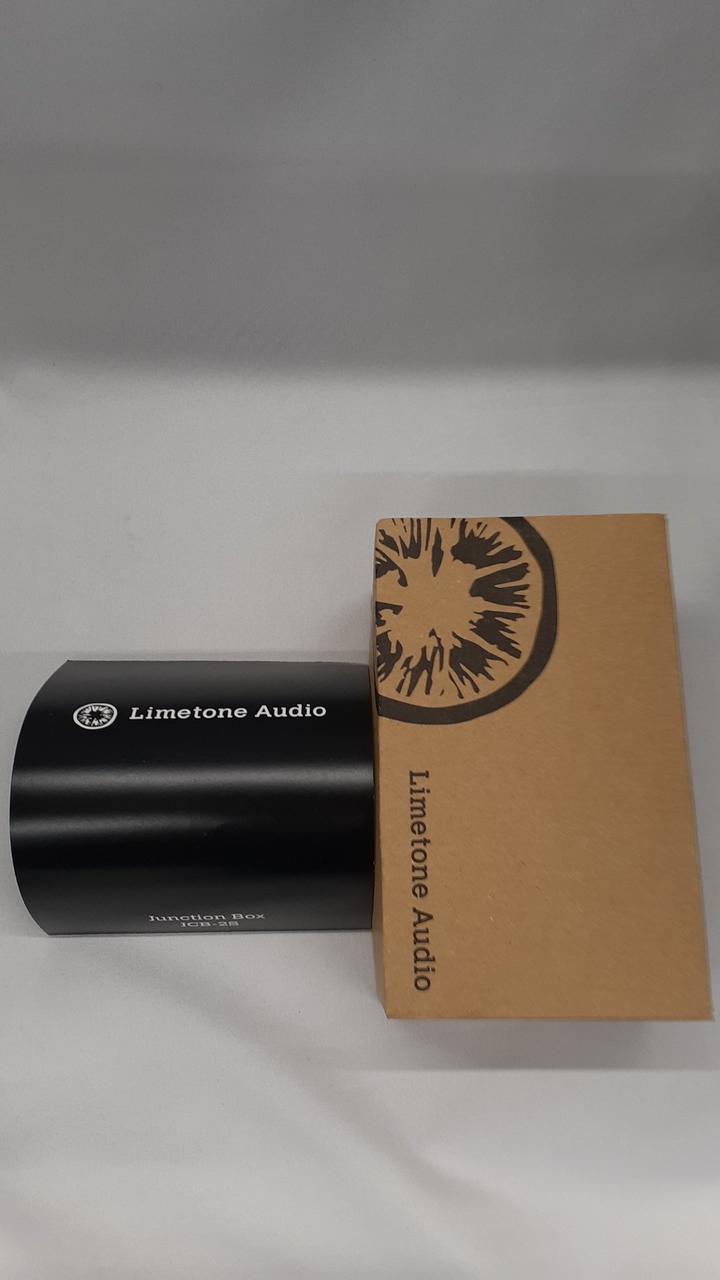 Limetone Audio
Junction Box
JCB-2S
Limetone Audio